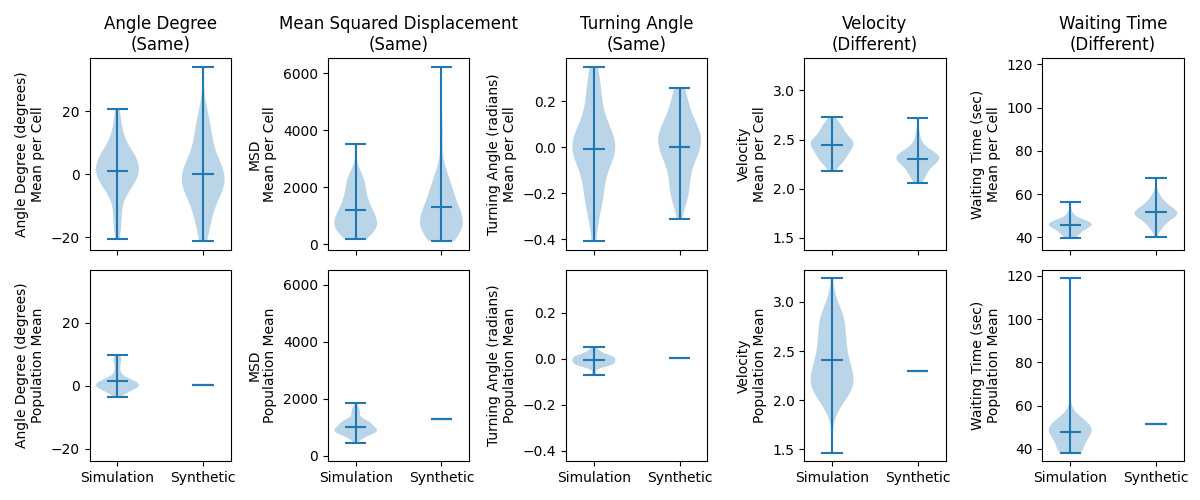 Angle Degree
(Same)
Mean Squared Displacement
(Same)
Turning Angle
(Same)
Velocity
(Different)
Waiting Time
(Different)
Angle Degree (degrees)
Mean per Cell
20
0
−20
MSD
Mean per Cell
6000
4000
2000
0
Turning Angle (radians)
Mean per Cell
0.2
0.0
−0.2
−0.4
Velocity
Mean per Cell
3.0
2.5
2.0
1.5
Waiting Time (sec)
Mean per Cell
120
100
80
60
40
Angle Degree (degrees)
Population Mean
20
0
−20
Simulation Synthetic
MSD
Population Mean
6000
4000
2000
0
Simulation Synthetic
Turning Angle (radians)
Population Mean
0.2
0.0
−0.2
−0.4
Simulation Synthetic
Velocity
Population Mean
3.0
2.5
2.0
1.5
Simulation Synthetic
Waiting Time (sec)
Population Mean
120
100
80
60
40
Simulation Synthetic